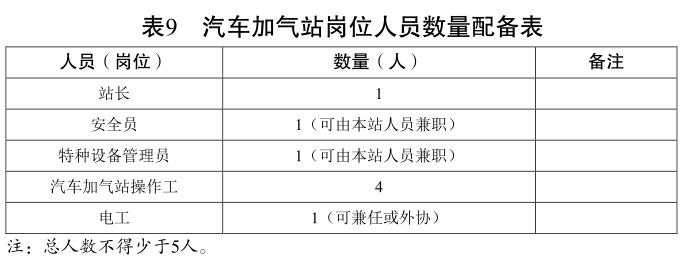 表9 汽车加气站岗位人员数量配备表
人员（岗位） 数量（人） 备注
站长 1
安全员 1（可由本站人员兼职）
特种设备管理员 1（可由本站人员兼职）
汽车加气站操作工 4
电工 1（可兼任或外协）
注：总人数不得少于5人。